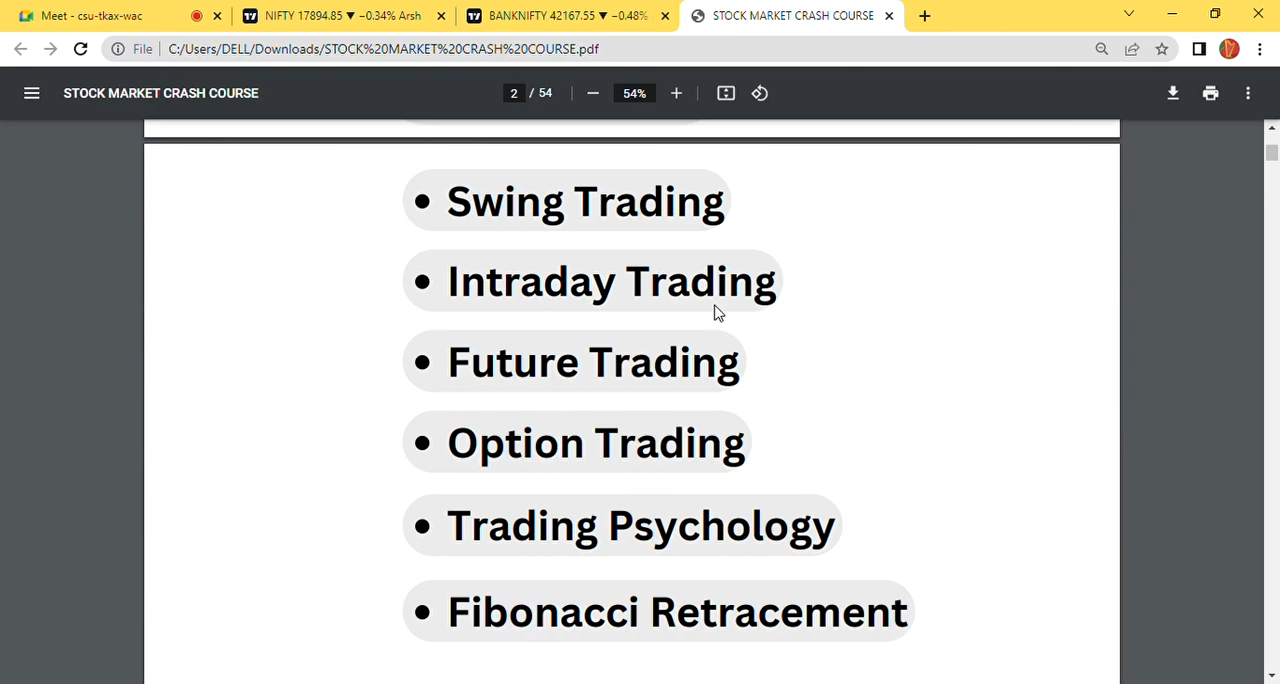 Meet - csu-tkax-wac
NIFTY 17894.85 ▼ −0.34% Arsh
BANKNIFTY 42167.55 ▼ −0.48%
STOCK MARKET CRASH COURSE
File
C:/Users/DELL/Downloads/STOCK%20MARKET%20CRASH%20COURSE.pdf
STOCK MARKET CRASH COURSE
2 / 54
54%
• Swing Trading
• Intraday Trading
• Future Trading
• Option Trading
• Trading Psychology
• Fibonacci Retracement